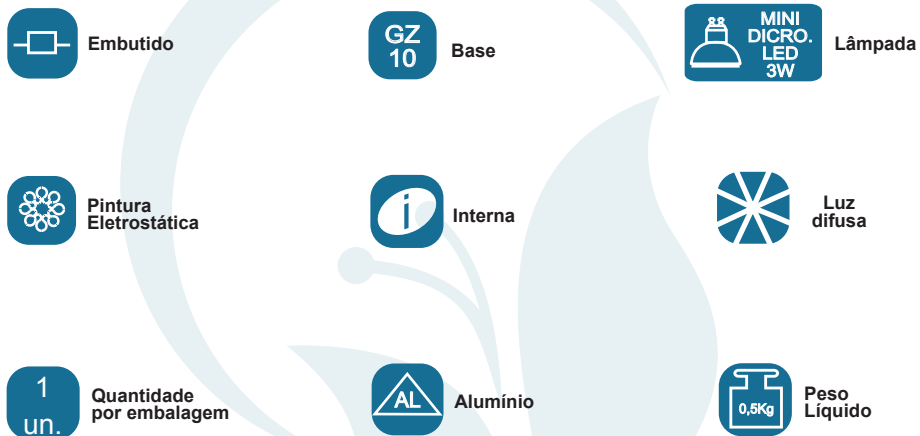 Embutido
GZ
10
Base
MINI
DICRO.
LED
3W
Lâmpada
Pintura
Eletrostática
i
Interna
Luz
difusa
1
un.
Quantidade
por embalagem
AL
Alumínio
0,5Kg
Peso
Líquido